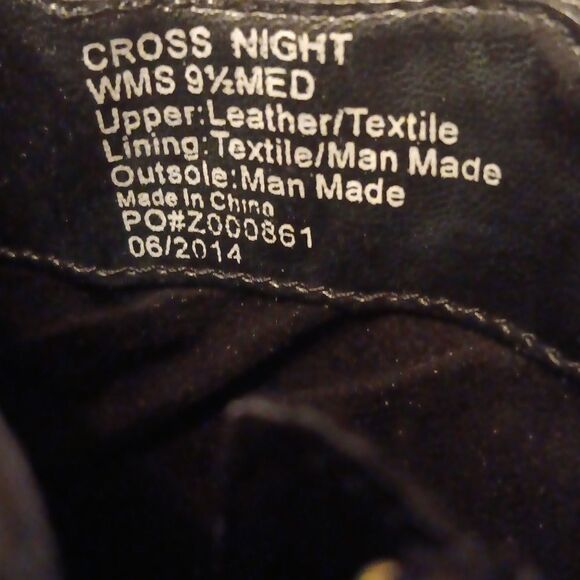 CROSS NIGHT
WMS 9½MED
Upper:Leather/Textile
Lining:Textile/Man Made
Outsole:Man Made
Made In China
PO#Z000861
06/2014